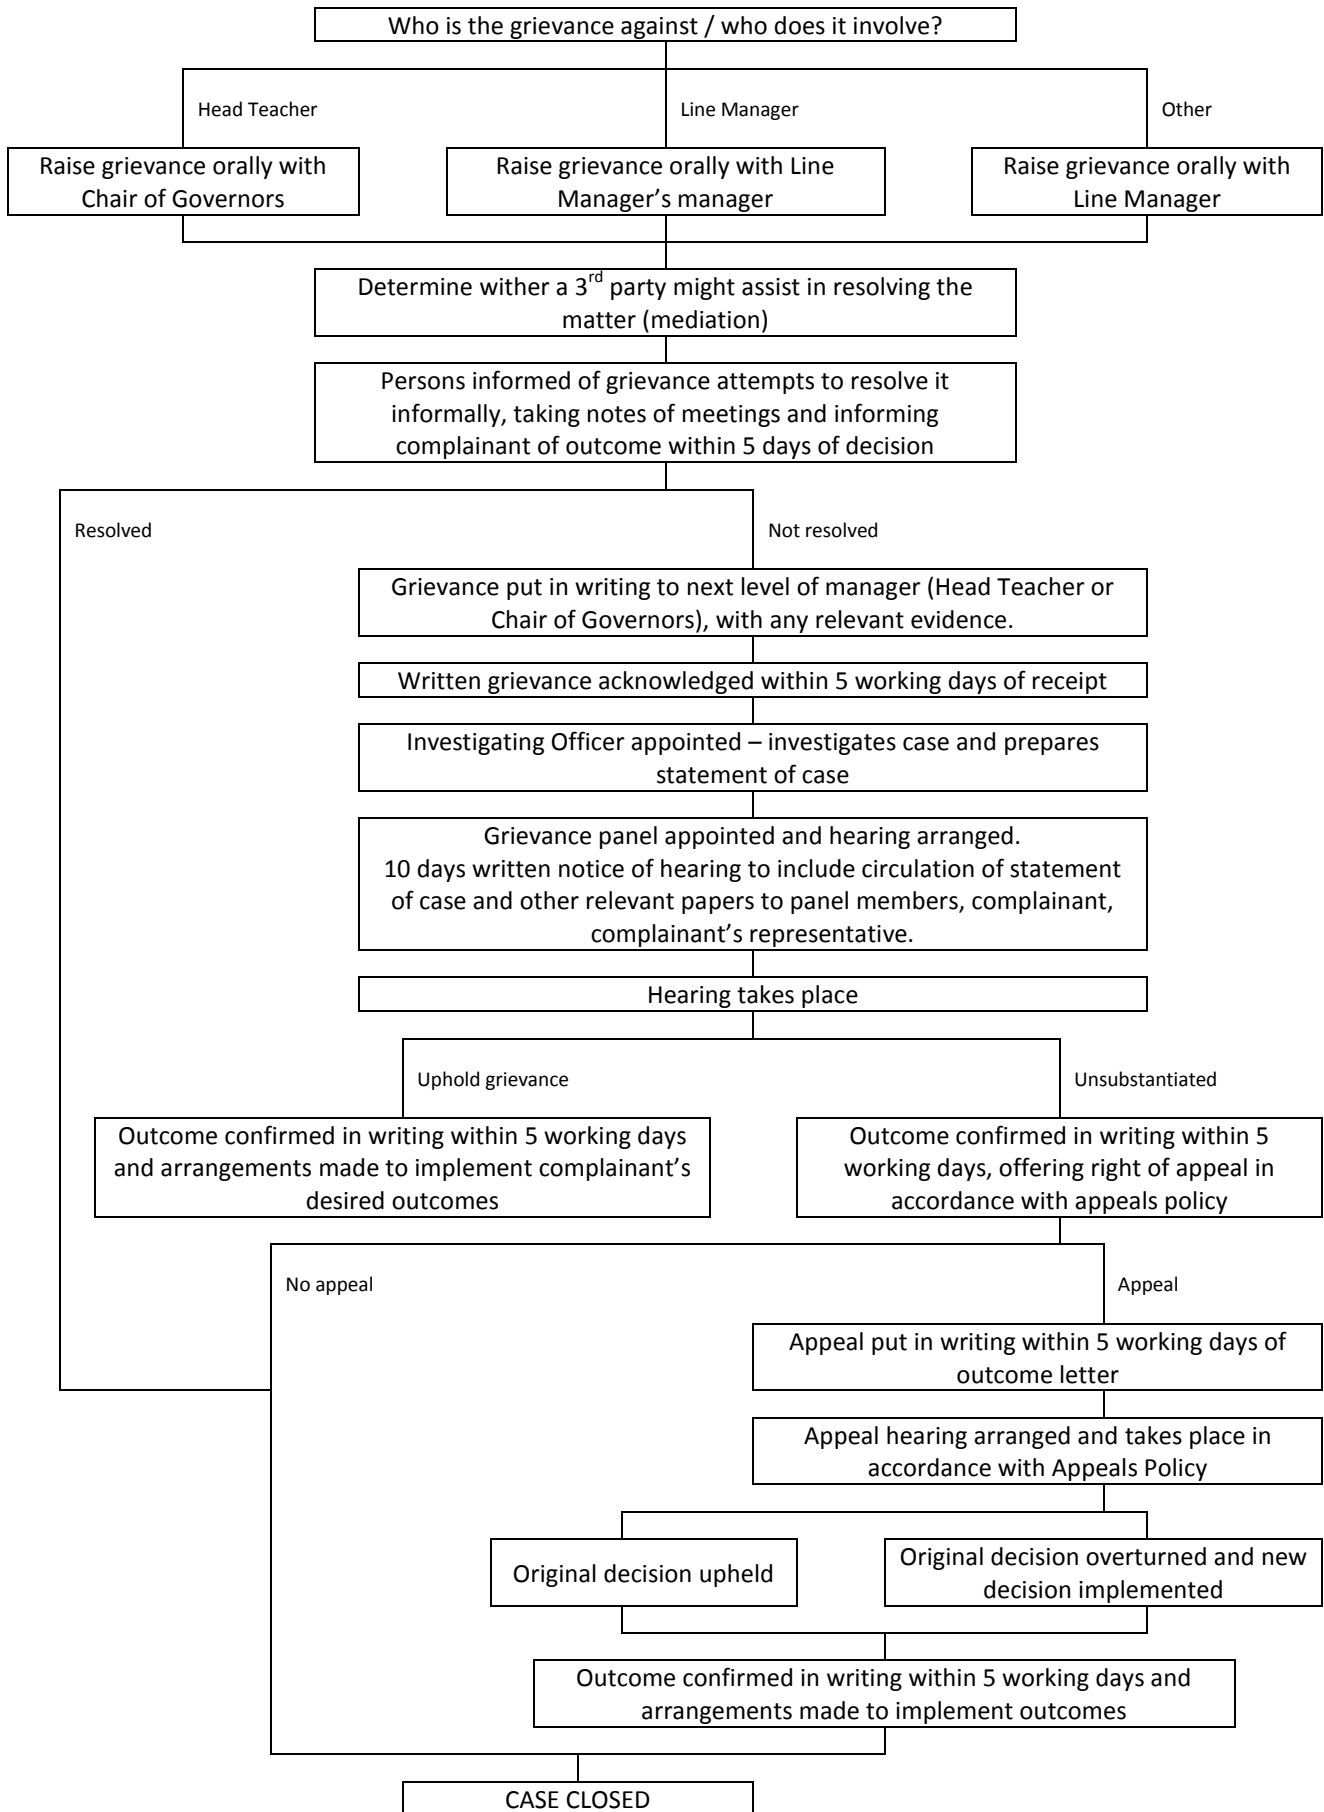 Who is the grievance against / who does it involve?
Head Teacher
Line Manager
Other
Raise grievance orally with
Chair of Governors
Raise grievance orally with Line
Manager’s manager
Raise grievance orally with
Line Manager
Determine wither a 3rd party might assist in resolving the
matter (mediation)
Persons informed of grievance attempts to resolve it
informally, taking notes of meetings and informing
complainant of outcome within 5 days of decision
Resolved
Not resolved
Grievance put in writing to next level of manager (Head Teacher or
Chair of Governors), with any relevant evidence.
Written grievance acknowledged within 5 working days of receipt
Investigating Officer appointed – investigates case and prepares
statement of case
Grievance panel appointed and hearing arranged.
10 days written notice of hearing to include circulation of statement
of case and other relevant papers to panel members, complainant,
complainant’s representative.
Hearing takes place
Uphold grievance
Unsubstantiated
Outcome confirmed in writing within 5 working days
and arrangements made to implement complainant’s
desired outcomes
Outcome confirmed in writing within 5
working days, offering right of appeal in
accordance with appeals policy
No appeal
Appeal
Appeal put in writing within 5 working days of
outcome letter
Appeal hearing arranged and takes place in
accordance with Appeals Policy
Original decision upheld
Original decision overturned and new
decision implemented
Outcome confirmed in writing within 5 working days and
arrangements made to implement outcomes
CASE CLOSED